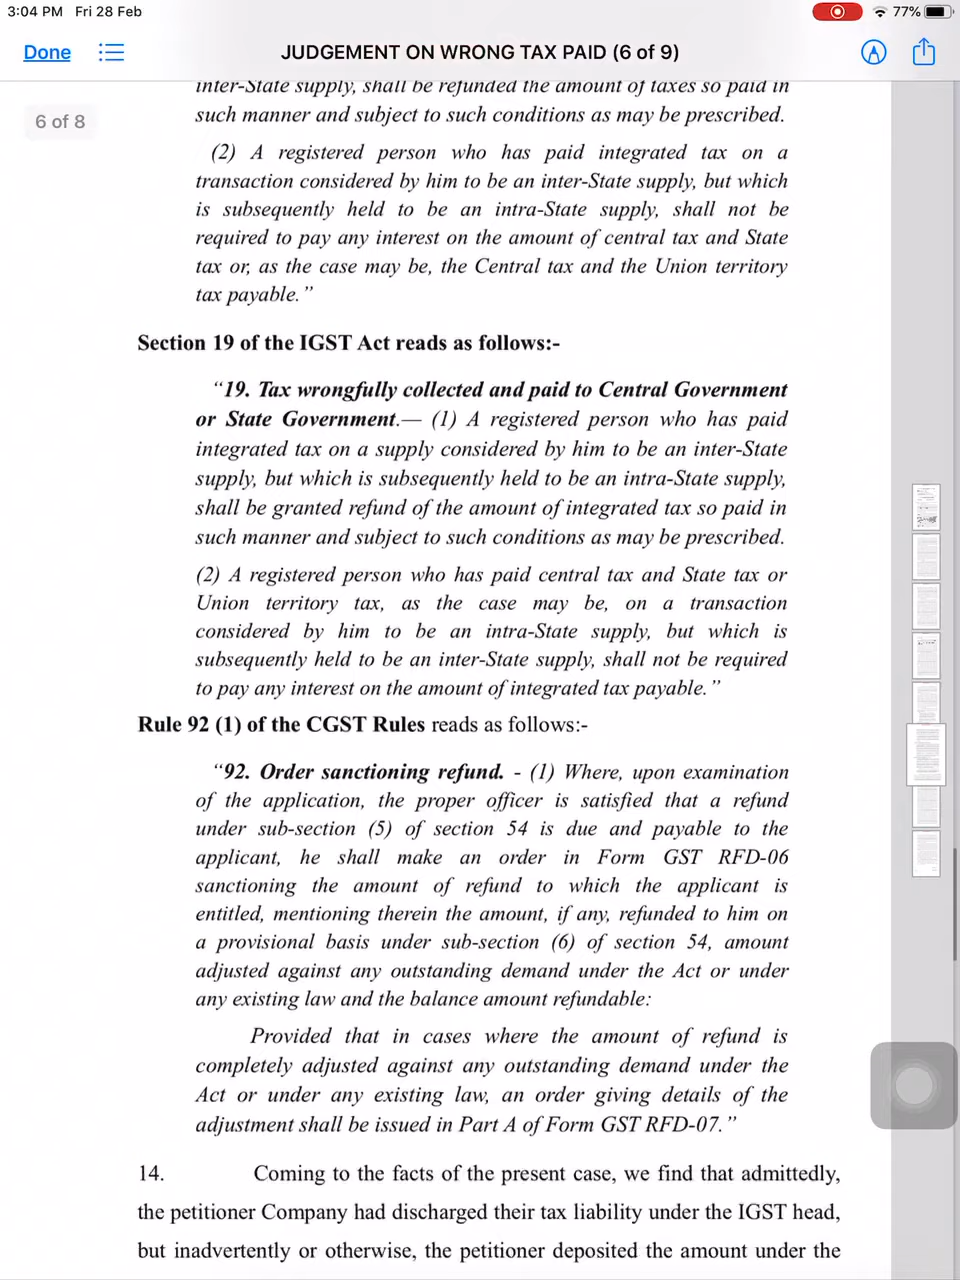 3:04 PM Fri 28 Feb
77%
Done
JUDGEMENT ON WRONG TAX PAID (6 of 9)
6 of 8
inter-State supply, shall be refunded the amount of taxes so paid in
such manner and subject to such conditions as may be prescribed.
(2) A registered person who has paid integrated tax on a
transaction considered by him to be an inter-State supply, but which
is subsequently held to be an intra-State supply, shall not be
required to pay any interest on the amount of central tax and State
tax or, as the case may be, the Central tax and the Union territory
tax payable.”
Section 19 of the IGST Act reads as follows:-
“19. Tax wrongfully collected and paid to Central Government
or State Government.— (1) A registered person who has paid
integrated tax on a supply considered by him to be an inter-State
supply, but which is subsequently held to be an intra-State supply,
shall be granted refund of the amount of integrated tax so paid in
such manner and subject to such conditions as may be prescribed.
(2) A registered person who has paid central tax and State tax or
Union territory tax, as the case may be, on a transaction
considered by him to be an intra-State supply, but which is
subsequently held to be an inter-State supply, shall not be required
to pay any interest on the amount of integrated tax payable.”
Rule 92 (1) of the CGST Rules reads as follows:-
“92. Order sanctioning refund. - (1) Where, upon examination
of the application, the proper officer is satisfied that a refund
under sub-section (5) of section 54 is due and payable to the
applicant, he shall make an order in Form GST RFD-06
sanctioning the amount of refund to which the applicant is
entitled, mentioning therein the amount, if any, refunded to him on
a provisional basis under sub-section (6) of section 54, amount
adjusted against any outstanding demand under the Act or under
any existing law and the balance amount refundable:
Provided that in cases where the amount of refund is
completely adjusted against any outstanding demand under the
Act or under any existing law, an order giving details of the
adjustment shall be issued in Part A of Form GST RFD-07.”
14. Coming to the facts of the present case, we find that admittedly,
the petitioner Company had discharged their tax liability under the IGST head,
but inadvertently or otherwise, the petitioner deposited the amount under the